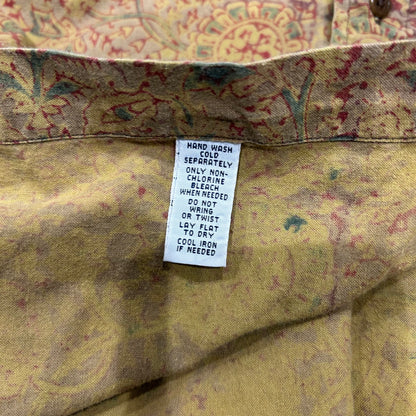 HAND WASH
COLD
SEPARATELY
ONLY NON-
CHLORINE
BLEACH
WHEN NEEDED
DO NOT
WRING
OR TWIST
LAY FLAT
TO DRY
COOL IRON
IF NEEDED